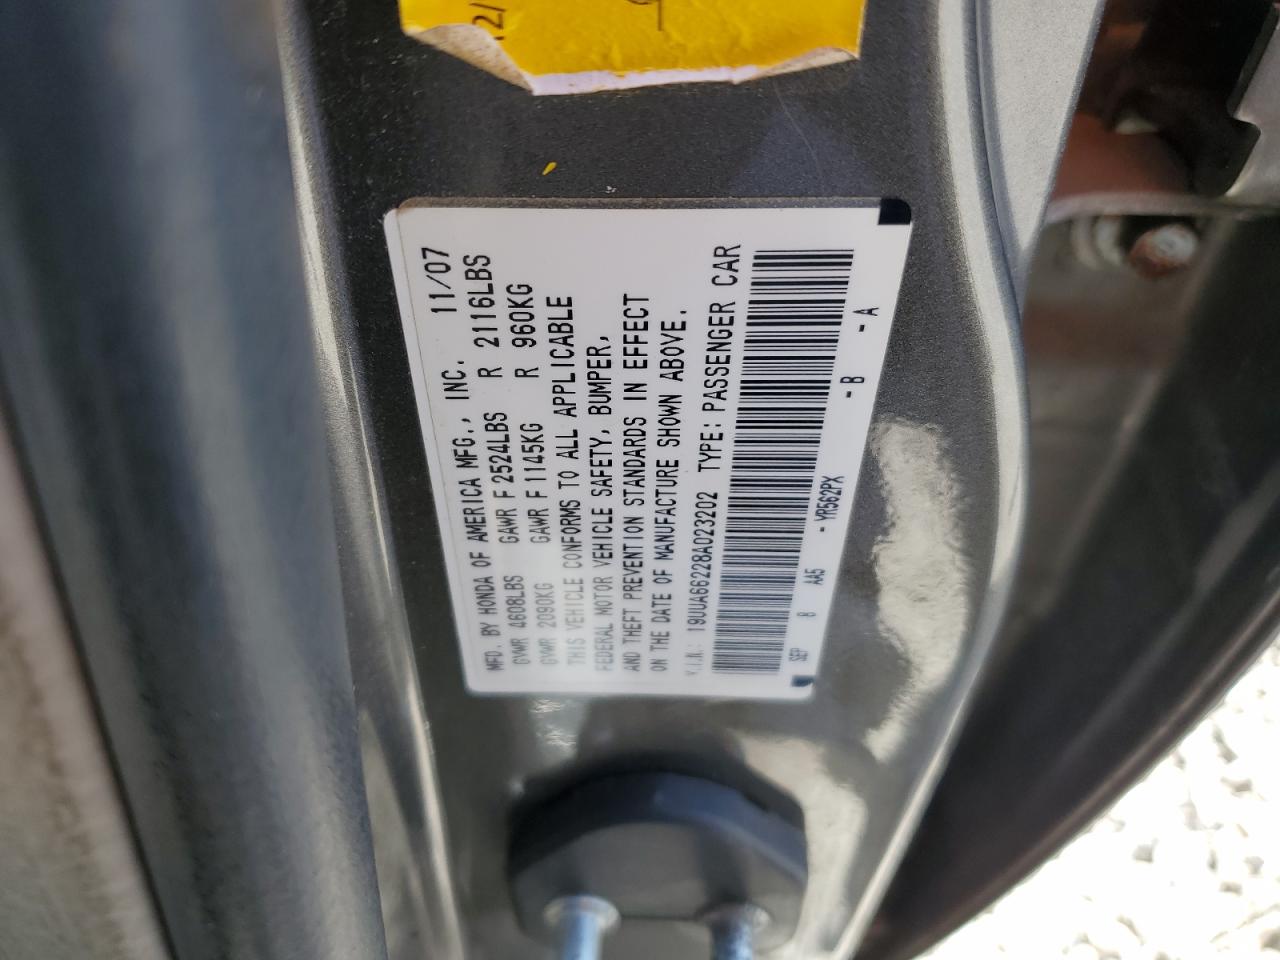 12/
MFD. BY HONDA OF AMERICA MFG., INC. 11/07
GVWR 4608LBS GAWR F 2524LBS R 2116LBS
GVWR 2090KG GAWR F 1145KG R 960KG
THIS VEHICLE CONFORMS TO ALL APPLICABLE
FEDERAL MOTOR VEHICLE SAFETY, BUMPER,
AND THEFT PREVENTION STANDARDS IN EFFECT
ON THE DATE OF MANUFACTURE SHOWN ABOVE.
V.I.N.: 19UUA66228A023202 TYPE: PASSENGER CAR
SEP 8 AA5 - YR562PX - B - A